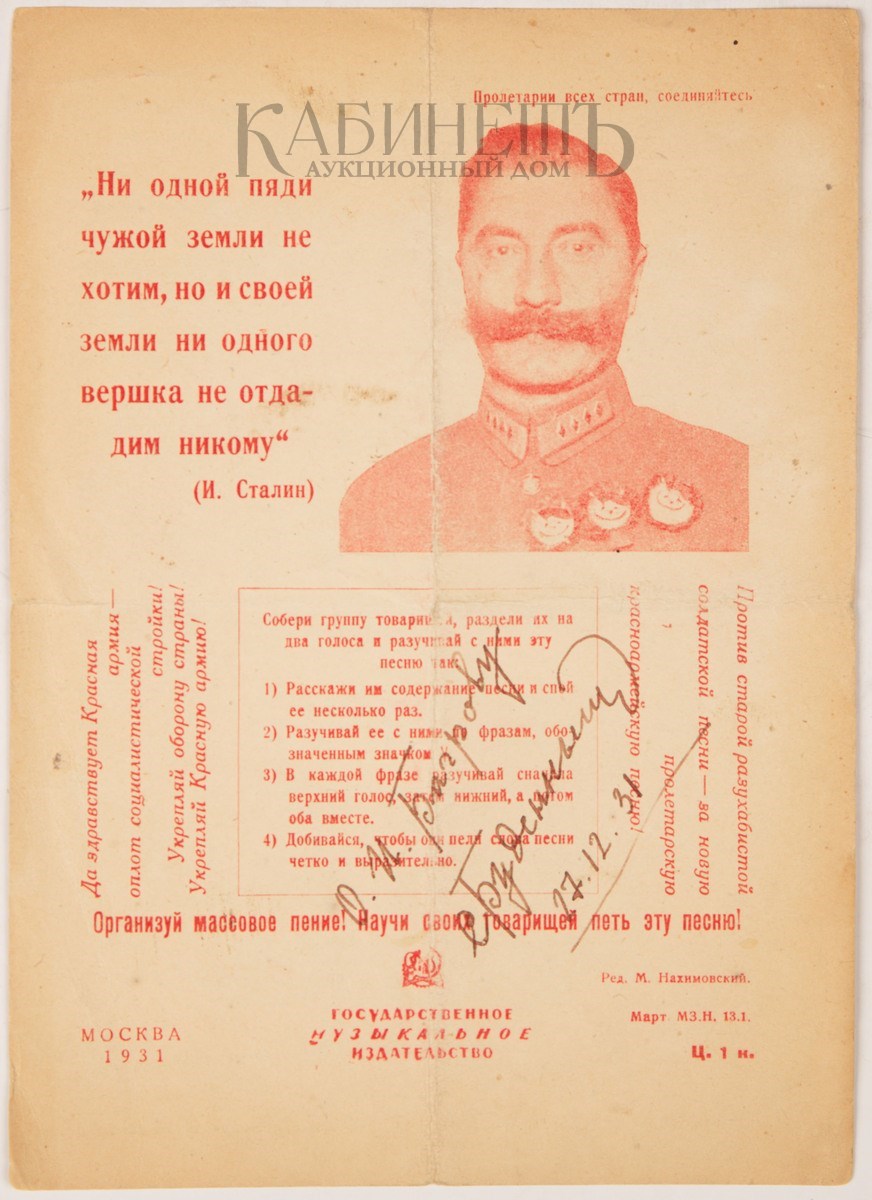 КАБИНЕТЪ
АУКЦИОННЫЙ ДОМ
Пролетарии всех стран, соединяйтесь
„Ни одной пяди
чужой земли не
хотим, но и своей
земли ни одного
вершка не отда-
дим никому“
(И. Сталин)
Да здравствует Красная
армия —
оплот социалистической
стройки!
Укрепляй оборону страны!
Укрепляй Красную армию!
Собери группу товарищей, раздели их на
два голоса и разучивай с ними эту
песню так:
1) Расскажи им содержание песни и спой
ее несколько раз.
2) Разучивай ее с ними по фразам, обо-
значенным значком
3) В каждой фразе разучивай сначала
верхний голос, затем нижний, а потом
оба вместе.
4) Добивайся, чтобы они пели слова песни
четко и выразительно.
Против старой разухабистой
солдатской песни — за новую
пролетарскую
красноармейскую песню!
О. И.
Буденный
27.12.31
Организуй массовое пение! Научи своих товарищей петь эту песню!
Ред. М. Нахимовский.
МОСКВА
1931
ГОСУДАРСТВЕННОЕ
МУЗЫКАЛЬНОЕ
ИЗДАТЕЛЬСТВО
Март МЗ.Н. 13.1.
Ц. 1 к.